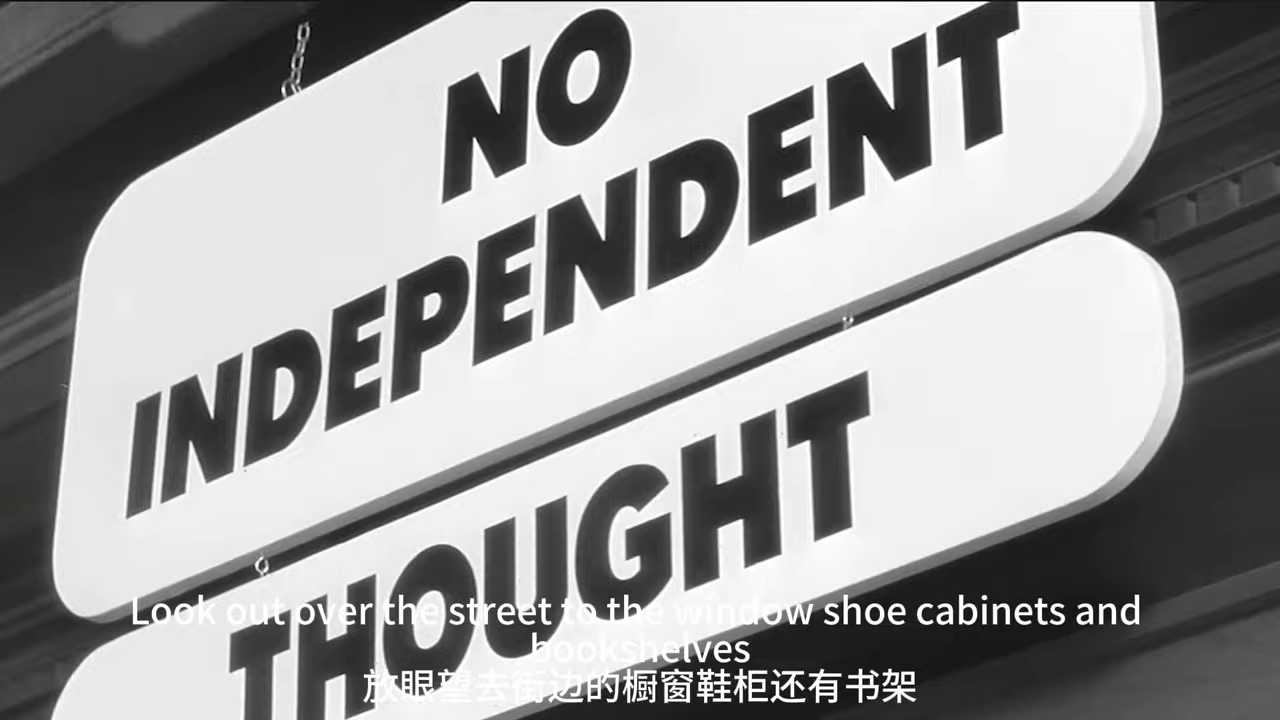 NO
INDEPENDENT
THOUGHT
Look out over the street to the window shoe cabinets and
bookshelves
放眼望去街边的橱窗鞋柜还有书架